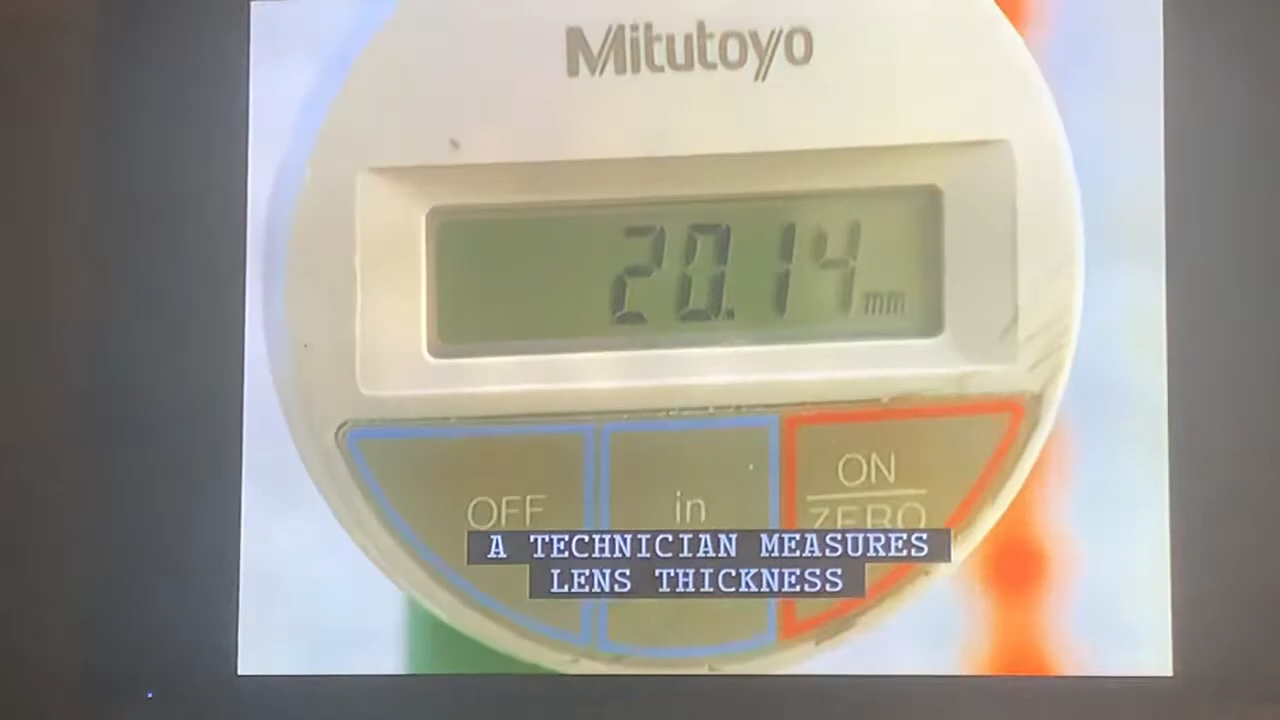 Mitutoyo
20.14 mm
OFF
in
ON
ZERO
A TECHNICIAN MEASURES
LENS THICKNESS